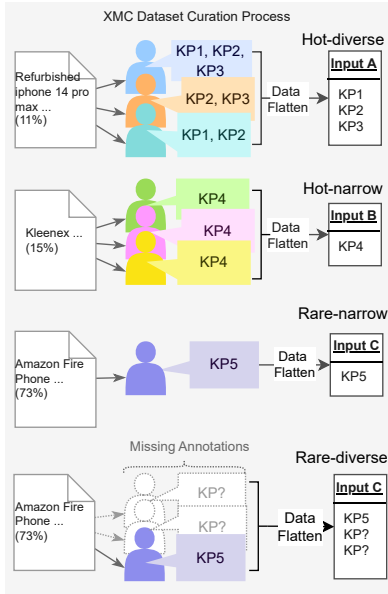 XMC Dataset Curation Process
Hot-diverse
Refurbished
iphone 14 pro
max ...
(11%)
KP1, KP2,
KP3
KP2, KP3
KP1, KP2
Data
Flatten
Input A
KP1
KP2
KP3
Hot-narrow
Kleenex ...
(15%)
KP4
KP4
KP4
Data
Flatten
Input B
KP4
Rare-narrow
Amazon Fire
Phone ...
(73%)
KP5
Data
Flatten
Input C
KP5
Missing Annotations
Rare-diverse
Amazon Fire
Phone ...
(73%)
KP?
KP?
KP5
Data
Flatten
Input C
KP5
KP?
KP?